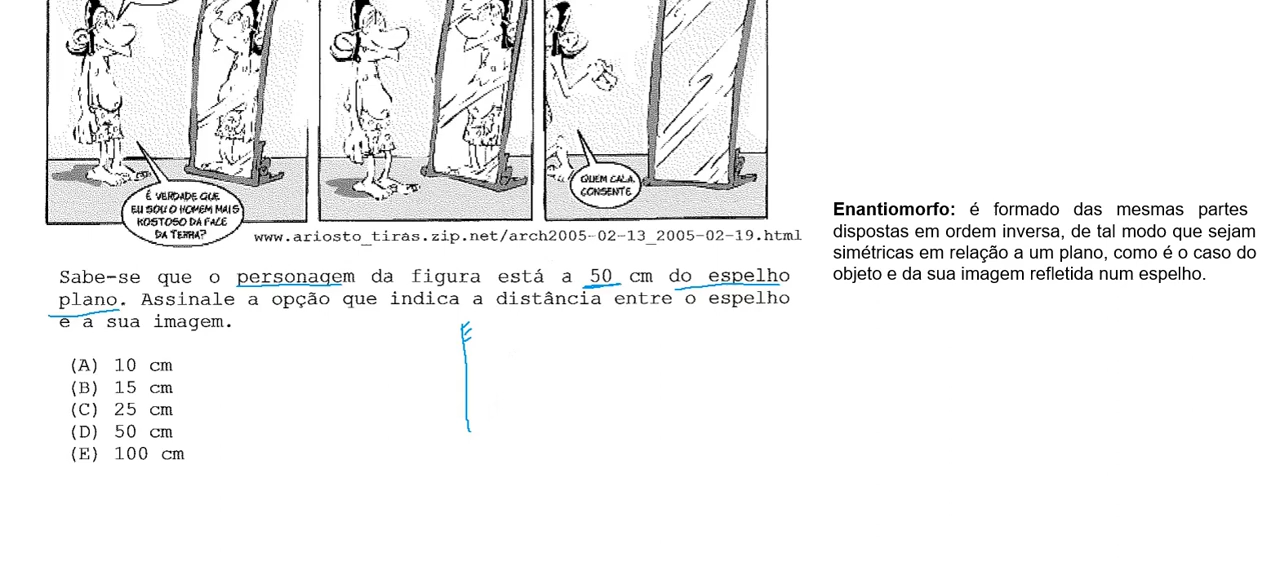 É VERDADE QUE
EU SOU O HOMEM MAIS
ROSTOSO DA FACE
DA TERRA?
QUEM CALA,
CONSENTE
www.ariosto_tiras.zip.net/arch2005-02-13_2005-02-19.html
Sabe-se que o personagem da figura está a 50 cm do espelho
plano. Assinale a opção que indica a distância entre o espelho
e a sua imagem.
(A) 10 cm
(B) 15 cm
(C) 25 cm
(D) 50 cm
(E) 100 cm
Enantiomorfo: é formado das mesmas partes
dispostas em ordem inversa, de tal modo que sejam
simétricas em relação a um plano, como é o caso do
objeto e da sua imagem refletida num espelho.